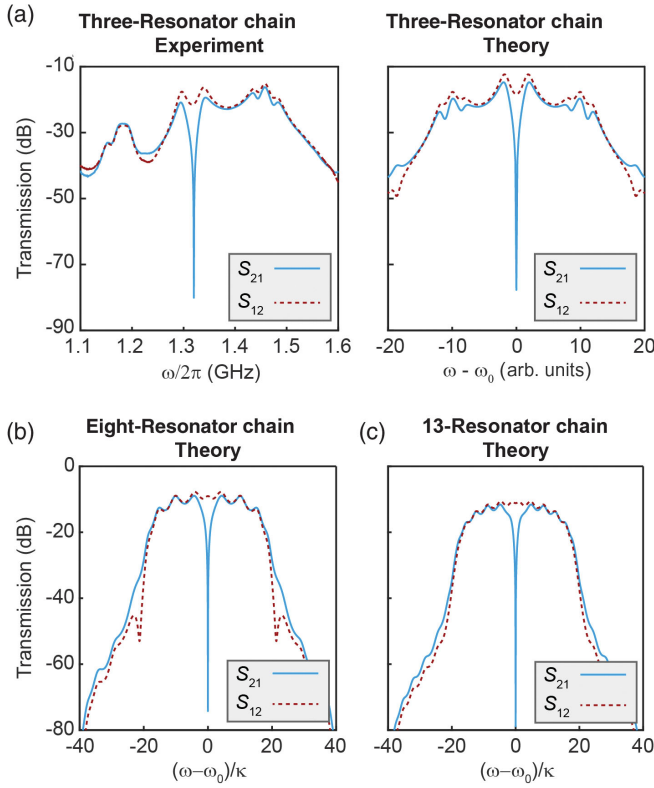 (a)
Three-Resonator chain
Experiment
Three-Resonator chain
Theory
Transmission (dB)
-10
-30
-50
-70
-90
S21
S12
1.1
1.2
1.3
1.4
1.5
1.6
ω/2π (GHz)
S21
S12
-20
-10
0
10
20
ω - ω0 (arb. units)
(b)
Eight-Resonator chain
Theory
(c)
13-Resonator chain
Theory
Transmission (dB)
0
-20
-40
-60
-80
S21
S12
-40
-20
0
20
40
(ω−ω0)/κ
S21
S12
-40
-20
0
20
40
(ω−ω0)/κ